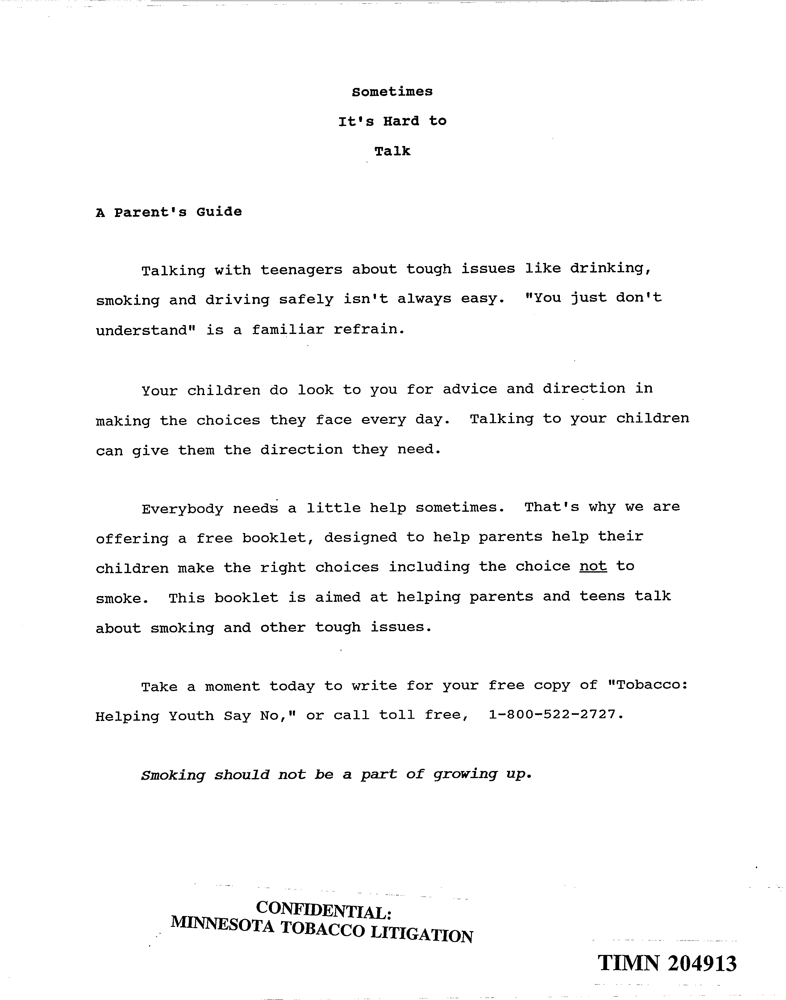 Sometimes
It's Hard to
Talk
A Parent's Guide
Talking with teenagers about tough issues like drinking,
smoking and driving safely isn't always easy.  "You just don't
understand" is a familiar refrain.
Your children do look to you for advice and direction in
making the choices they face every day.  Talking to your children
can give them the direction they need.
Everybody needs a little help sometimes.  That's why we are
offering a free booklet, designed to help parents help their
children make the right choices including the choice not to
smoke.  This booklet is aimed at helping parents and teens talk
about smoking and other tough issues.
Take a moment today to write for your free copy of "Tobacco:
Helping Youth Say No," or call toll free,  1-800-522-2727.
Smoking should not be a part of growing up.
CONFIDENTIAL:
MINNESOTA TOBACCO LITIGATION
TIMN 204913